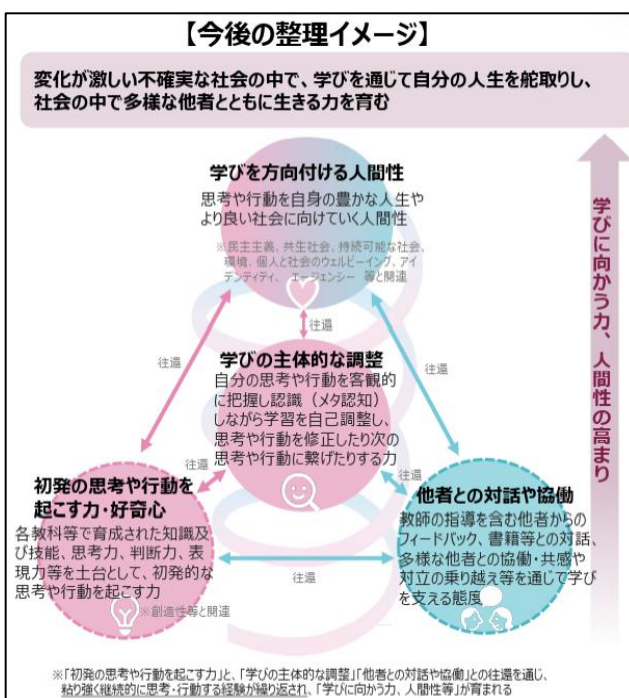 【今後の整理イメージ】
変化が激しい不確実な社会の中で、学びを通じて自分の人生を舵取りし、
社会の中で多様な他者とともに生きる力を育む
学びを方向付ける人間性
思考や行動を自身の豊かな人生や
より良い社会に向けていく人間性
※民主主義、共生社会、持続可能な社会、
環境、個人と社会のウェルビーイング、アイ
デンティティ、エージェンシー 等と関連
往還
往還
往還
学びの主体的な調整
自分の思考や行動を客観的
に把握し認識（メタ認知）
しながら学習を自己調整し、
思考や行動を修正したり次の
思考や行動に繋げたりする力
往還
往還
初発の思考や行動を
起こす力・好奇心
各教科等で育成された知識及
び技能、思考力、判断力、表
現力等を土台として、初発的な
思考や行動を起こす力
※創造性等と関連
往還
他者との対話や協働
教師の指導を含む他者からの
フィードバック、書籍等との対話、
多様な他者との協働・共感や
対立の乗り越え等を通じて学び
を支える態度
学びに向かう力、人間性の高まり
※「初発の思考や行動を起こす力」と、「学びの主体的な調整」「他者との対話や協働」との往還を通じ、
粘り強く継続的に思考・行動する経験が繰り返され、「学びに向かう力、人間性等」が育まれる